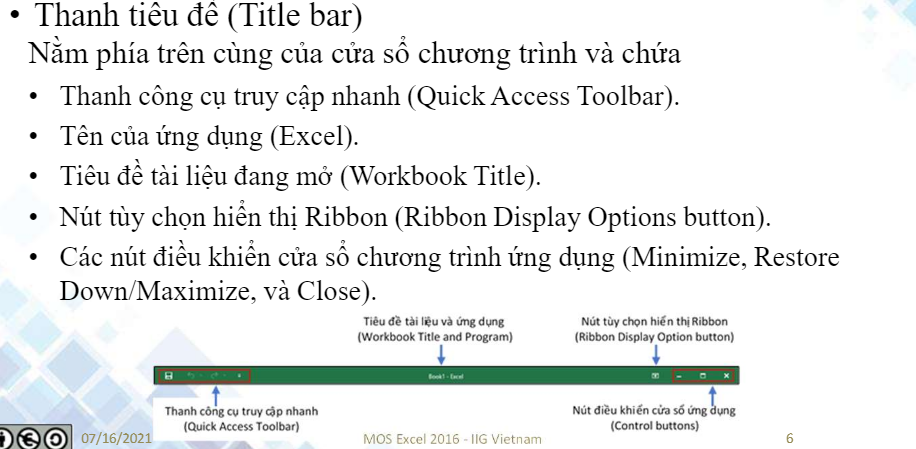 • Thanh tiêu đề (Title bar)
Nằm phía trên cùng của cửa sổ chương trình và chứa
• Thanh công cụ truy cập nhanh (Quick Access Toolbar).
• Tên của ứng dụng (Excel).
• Tiêu đề tài liệu đang mở (Workbook Title).
• Nút tùy chọn hiển thị Ribbon (Ribbon Display Options button).
• Các nút điều khiển cửa sổ chương trình ứng dụng (Minimize, Restore
Down/Maximize, và Close).
Tiêu đề tài liệu và ứng dụng
(Workbook Title and Program)
Nút tùy chọn hiển thị Ribbon
(Ribbon Display Option button)
Book1 - Excel
Thanh công cụ truy cập nhanh
(Quick Access Toolbar)
Nút điều khiển cửa sổ ứng dụng
(Control buttons)
07/16/2021
MOS Excel 2016 - IIG Vietnam
6